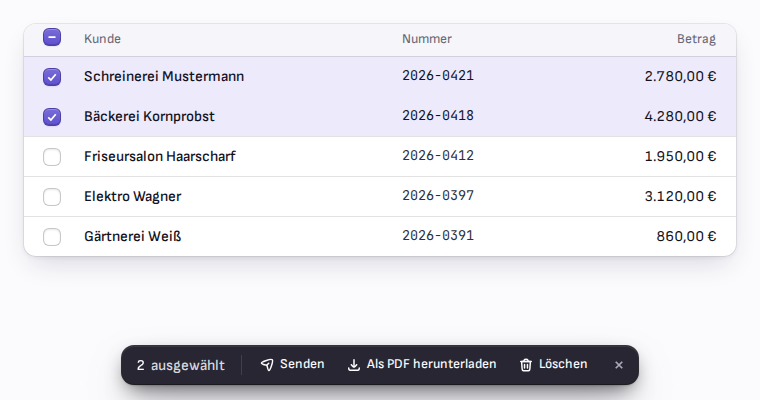 Kunde Nummer Betrag
Schreinerei Mustermann 2026-0421 2.780,00 €
Bäckerei Kornprobst 2026-0418 4.280,00 €
Friseursalon Haarscharf 2026-0412 1.950,00 €
Elektro Wagner 2026-0397 3.120,00 €
Gärtnerei Weiß 2026-0391 860,00 €
2 ausgewählt Senden Als PDF herunterladen Löschen